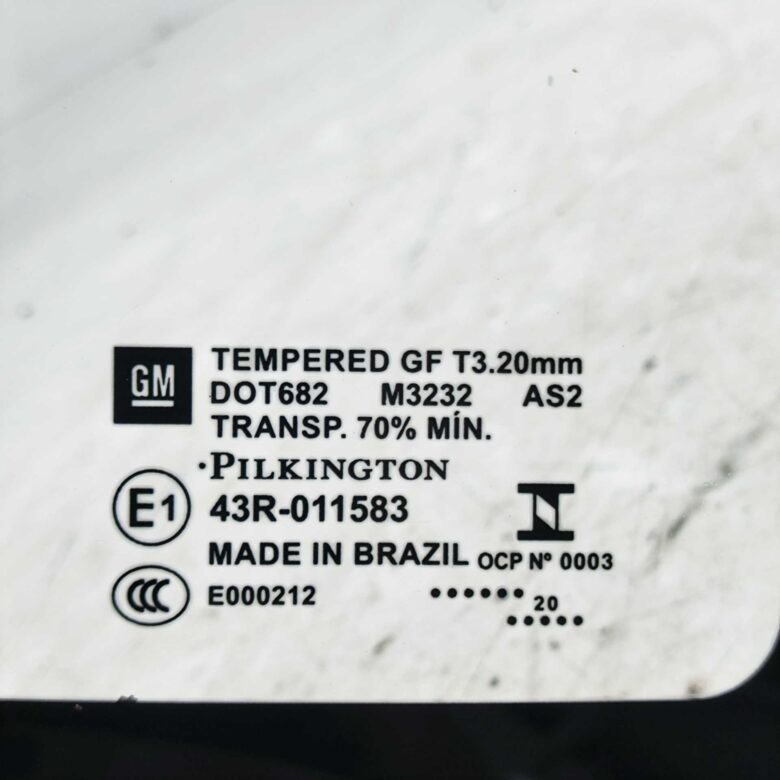 GM
TEMPERED GF T3.20mm
DOT682 M3232 AS2
TRANSP. 70% MÍN.
PILKINGTON
E1 43R-011583
MADE IN BRAZIL OCP Nº 0003
CCC E000212 •••••• 20
•••••